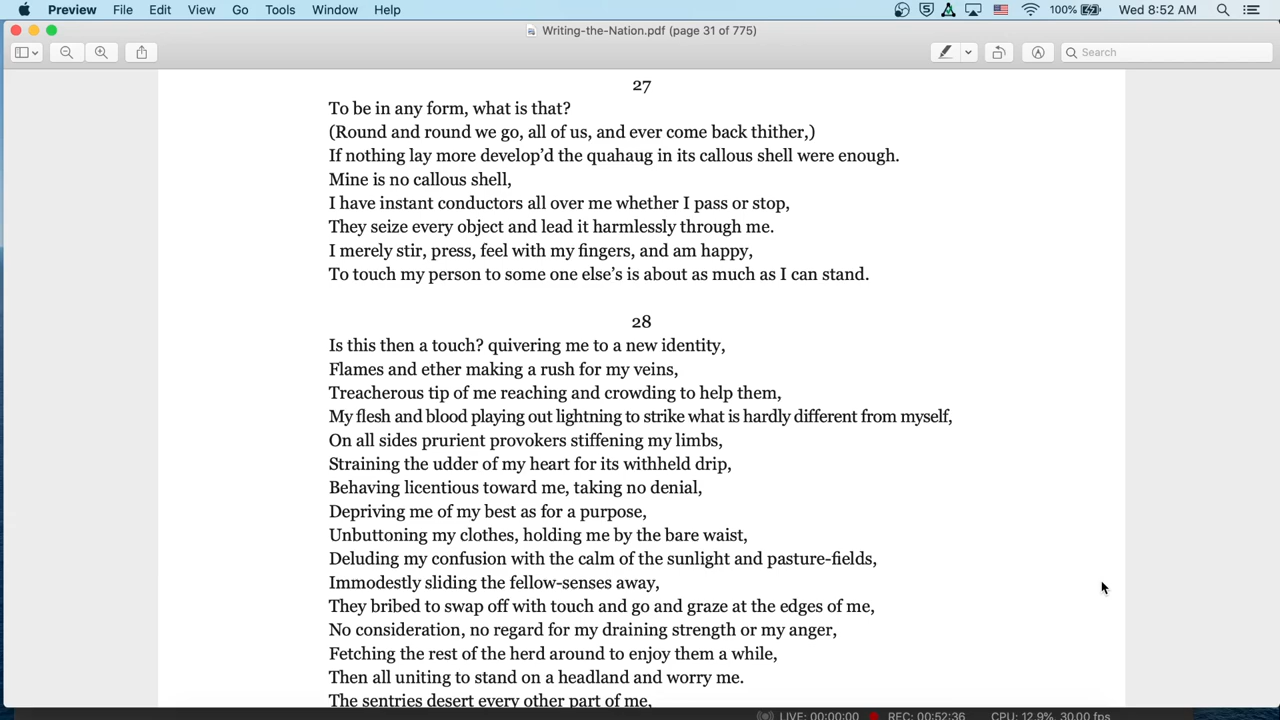 Preview File Edit View Go Tools Window Help 100% Wed 8:52 AM
Writing-the-Nation.pdf (page 31 of 775)
Search
27
To be in any form, what is that?
(Round and round we go, all of us, and ever come back thither,)
If nothing lay more develop’d the quahaug in its callous shell were enough.
Mine is no callous shell,
I have instant conductors all over me whether I pass or stop,
They seize every object and lead it harmlessly through me.
I merely stir, press, feel with my fingers, and am happy,
To touch my person to some one else’s is about as much as I can stand.
28
Is this then a touch? quivering me to a new identity,
Flames and ether making a rush for my veins,
Treacherous tip of me reaching and crowding to help them,
My flesh and blood playing out lightning to strike what is hardly different from myself,
On all sides prurient provokers stiffening my limbs,
Straining the udder of my heart for its withheld drip,
Behaving licentious toward me, taking no denial,
Depriving me of my best as for a purpose,
Unbuttoning my clothes, holding me by the bare waist,
Deluding my confusion with the calm of the sunlight and pasture-fields,
Immodestly sliding the fellow-senses away,
They bribed to swap off with touch and go and graze at the edges of me,
No consideration, no regard for my draining strength or my anger,
Fetching the rest of the herd around to enjoy them a while,
Then all uniting to stand on a headland and worry me.
The sentries desert every other part of me,
LIVE: 00:00:00 REC: 00:52:36 CPU: 12.9%, 30.00 fps